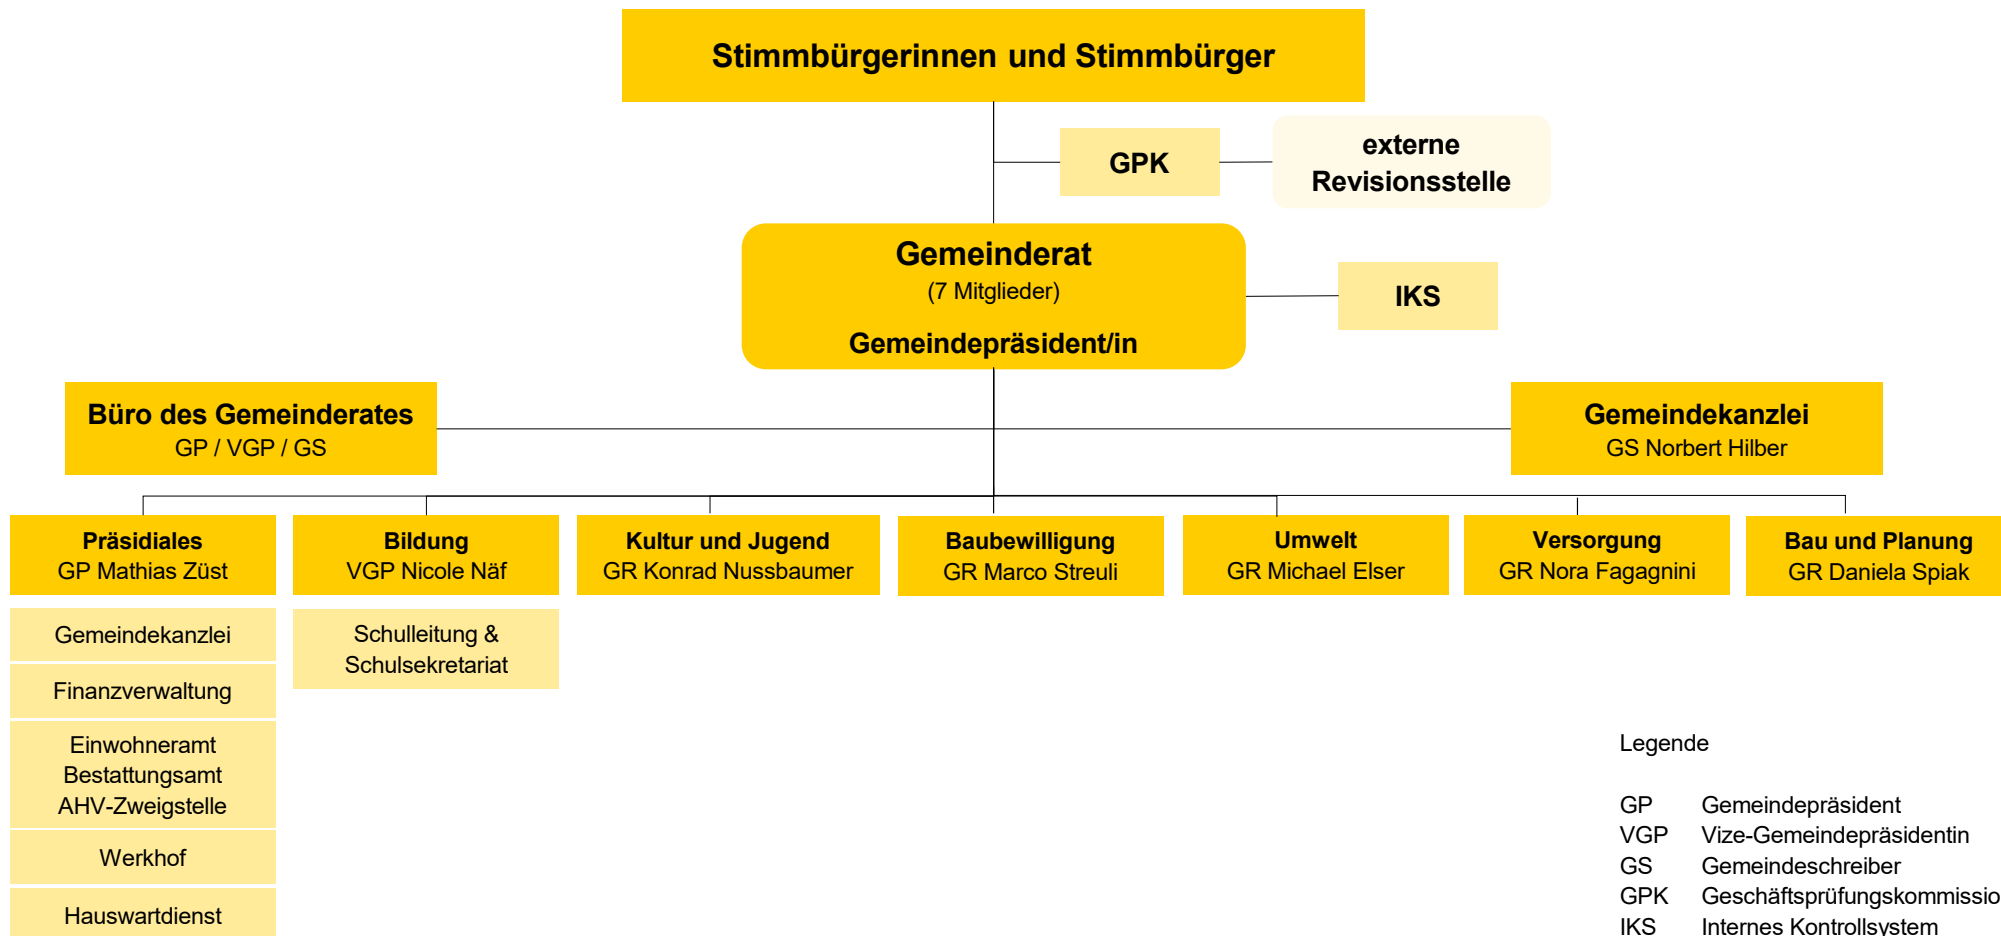 Stimmbürgerinnen und Stimmbürger
GPK
externe
Revisionsstelle
Gemeinderat
(7 Mitglieder)
Gemeindepräsident/in
IKS
Büro des Gemeinderates
GP / VGP / GS
Gemeindekanzlei
GS Norbert Hilber
Präsidiales
GP Mathias Züst
Bildung
VGP Nicole Näf
Kultur und Jugend
GR Konrad Nussbaumer
Baubewilligung
GR Marco Streuli
Umwelt
GR Michael Elser
Versorgung
GR Nora Fagagnini
Bau und Planung
GR Daniela Spiak
Gemeindekanzlei
Finanzverwaltung
Einwohneramt
Bestattungsamt
AHV-Zweigstelle
Werkhof
Hauswartdienst
Schulleitung &
Schulsekretariat
Legende
GP Gemeindepräsident
VGP Vize-Gemeindepräsidentin
GS Gemeindeschreiber
GPK Geschäftsprüfungskommissio
IKS Internes Kontrollsystem